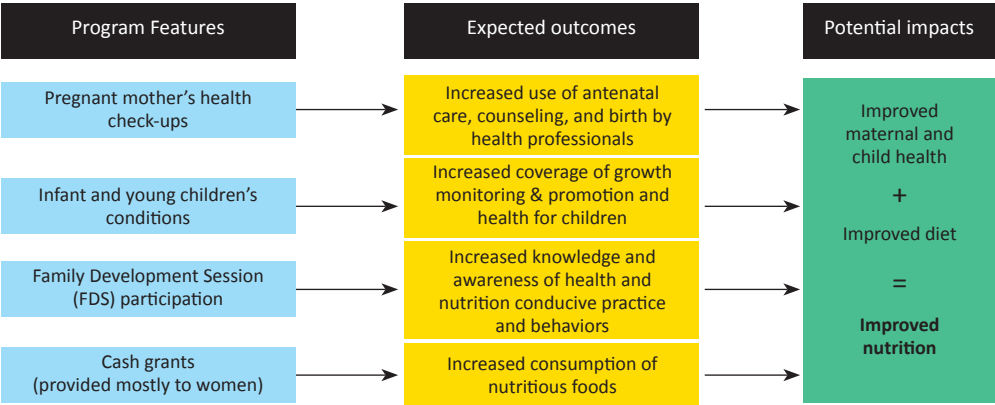 Program Features
Expected outcomes
Potential impacts
Pregnant mother’s health
check-ups
Increased use of antenatal
care, counseling, and birth by
health professionals
Infant and young children’s
conditions
Increased coverage of growth
monitoring & promotion and
health for children
Family Development Session
(FDS) participation
Increased knowledge and
awareness of health and
nutrition conducive practice
and behaviors
Cash grants
(provided mostly to women)
Increased consumption of
nutritious foods
Improved
maternal and
child health
+
Improved diet
=
Improved
nutrition